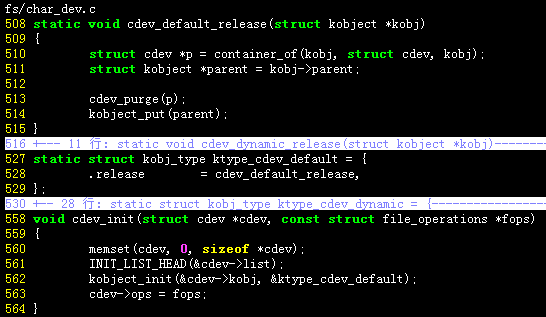 fs/char_dev.c
508 static void cdev_default_release(struct kobject *kobj)
509 {
510         struct cdev *p = container_of(kobj, struct cdev, kobj);
511         struct kobject *parent = kobj->parent;
512
513         cdev_purge(p);
514         kobject_put(parent);
515 }
516 +--- 11 行: static void cdev_dynamic_release(struct kobject *kobj)--------
527 static struct kobj_type ktype_cdev_default = {
528         .release        = cdev_default_release,
529 };
530 +--- 28 行: static struct kobj_type ktype_cdev_dynamic = {----------------
558 void cdev_init(struct cdev *cdev, const struct file_operations *fops)
559 {
560         memset(cdev, 0, sizeof *cdev);
561         INIT_LIST_HEAD(&cdev->list);
562         kobject_init(&cdev->kobj, &ktype_cdev_default);
563         cdev->ops = fops;
564 }